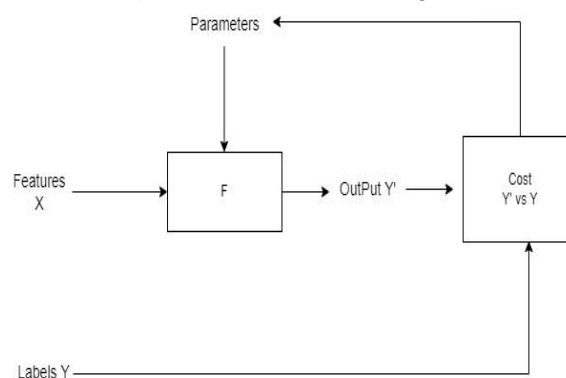 Parameters
Features
X
F
OutPut Y'
Cost
Y' vs Y
Labels Y